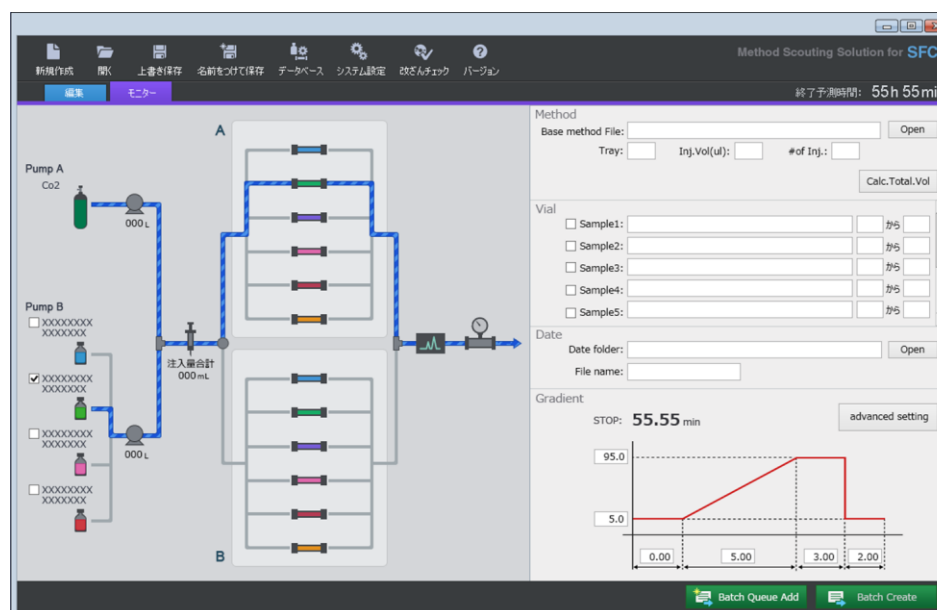 Method Scouting Solution for SFC
新規作成 開く 上書き保存 名前をつけて保存 データベース システム設定 改ざんチェック バージョン
編集 モニター
終了予測時間: 55h 55mi
A
Pump A
Co2
000 L
Pump B
XXXXXXXX
XXXXXXX
XXXXXXXX
XXXXXXX
XXXXXXXX
XXXXXXX
XXXXXXXX
XXXXXXX
000 L
注入量合計
000mL
B
Method
Base method File: Open
Tray: Inj.Vol(ul): #of Inj.:
Calc.Total.Vol
Vial
Sample1: から
Sample2: から
Sample3: から
Sample4: から
Sample5: から
Date
Date folder: Open
File name:
Gradient
STOP: 55.55 min
advanced setting
95.0
5.0
0.00 5.00 3.00 2.00
Batch Queue Add Batch Create